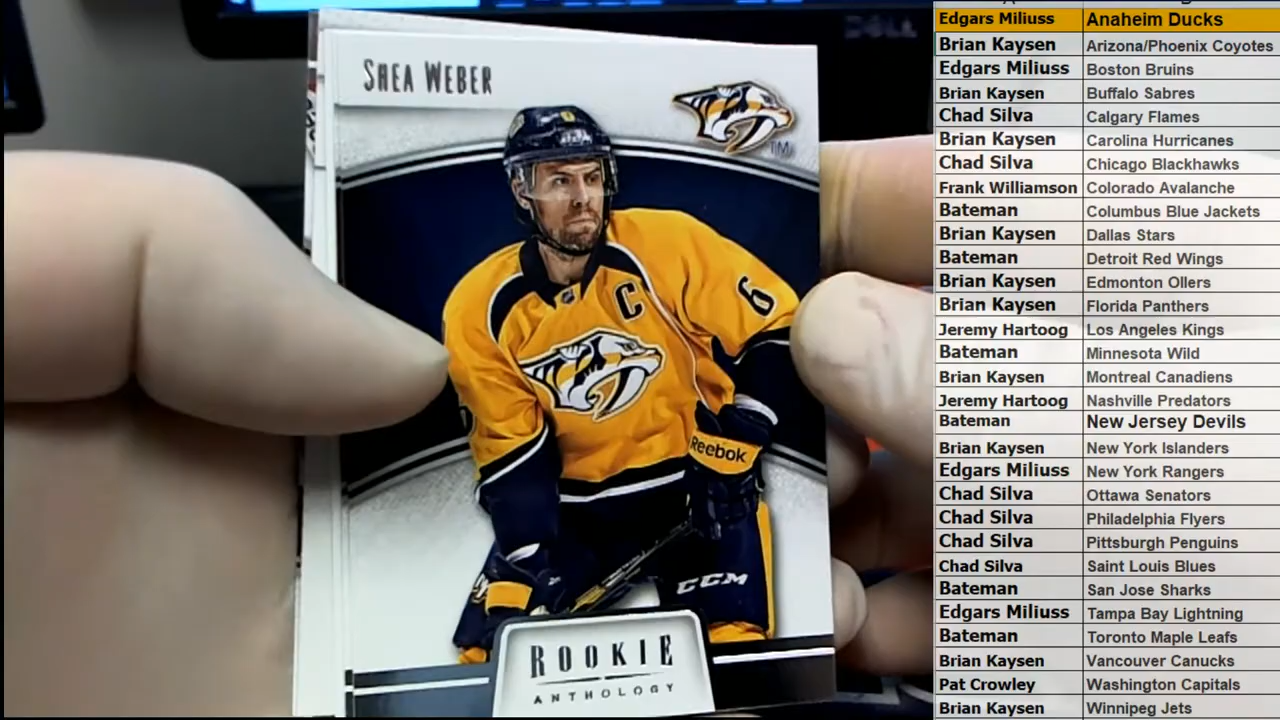 DELL
SHEA WEBER
TM
C
6
Reebok
CCM
ROOKIE
ANTHOLOGY
Edgars Miliuss Anaheim Ducks
Brian Kaysen Arizona/Phoenix Coyotes
Edgars Miliuss Boston Bruins
Brian Kaysen Buffalo Sabres
Chad Silva Calgary Flames
Brian Kaysen Carolina Hurricanes
Chad Silva Chicago Blackhawks
Frank Williamson Colorado Avalanche
Bateman Columbus Blue Jackets
Brian Kaysen Dallas Stars
Bateman Detroit Red Wings
Brian Kaysen Edmonton Ollers
Brian Kaysen Florida Panthers
Jeremy Hartoog Los Angeles Kings
Bateman Minnesota Wild
Brian Kaysen Montreal Canadiens
Jeremy Hartoog Nashville Predators
Bateman New Jersey Devils
Brian Kaysen New York Islanders
Edgars Miliuss New York Rangers
Chad Silva Ottawa Senators
Chad Silva Philadelphia Flyers
Chad Silva Pittsburgh Penguins
Chad Silva Saint Louis Blues
Bateman San Jose Sharks
Edgars Miliuss Tampa Bay Lightning
Bateman Toronto Maple Leafs
Brian Kaysen Vancouver Canucks
Pat Crowley Washington Capitals
Brian Kaysen Winnipeg Jets